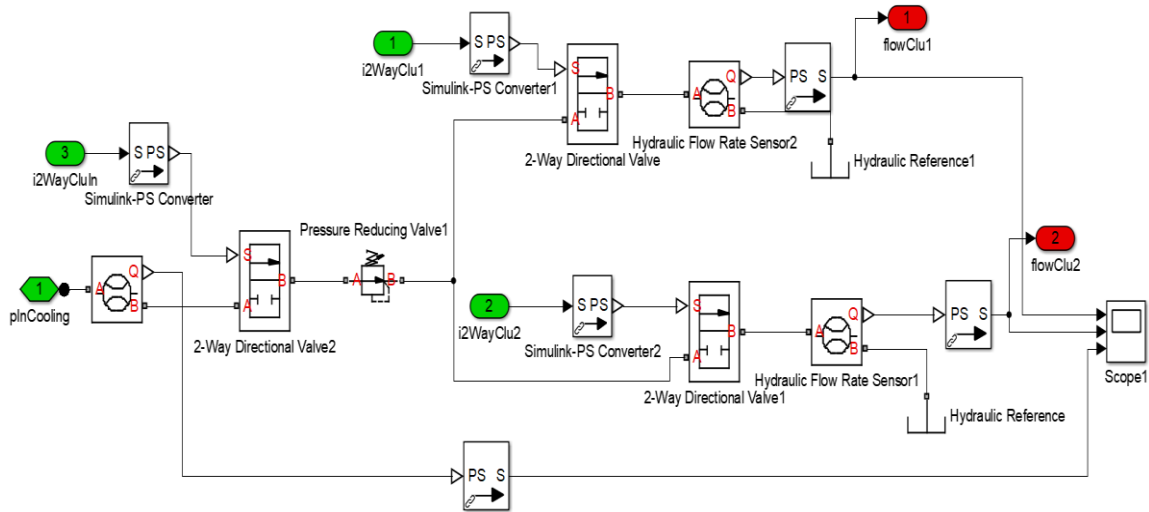 1
flowClu1
1
i2WayClu1
S PS
Simulink-PS Converter1
S
B
A
2-Way Directional Valve
A
Q
B
Hydraulic Flow Rate Sensor2
PS S
Hydraulic Reference1
3
i2WayCluIn
S PS
Simulink-PS Converter
1
pInCooling
A
Q
B
S
B
A
2-Way Directional Valve2
Pressure Reducing Valve1
A
B
2
i2WayClu2
S PS
Simulink-PS Converter2
S
B
A
2-Way Directional Valve1
A
Q
B
Hydraulic Flow Rate Sensor1
PS S
2
flowClu2
Hydraulic Reference
Scope1
PS S